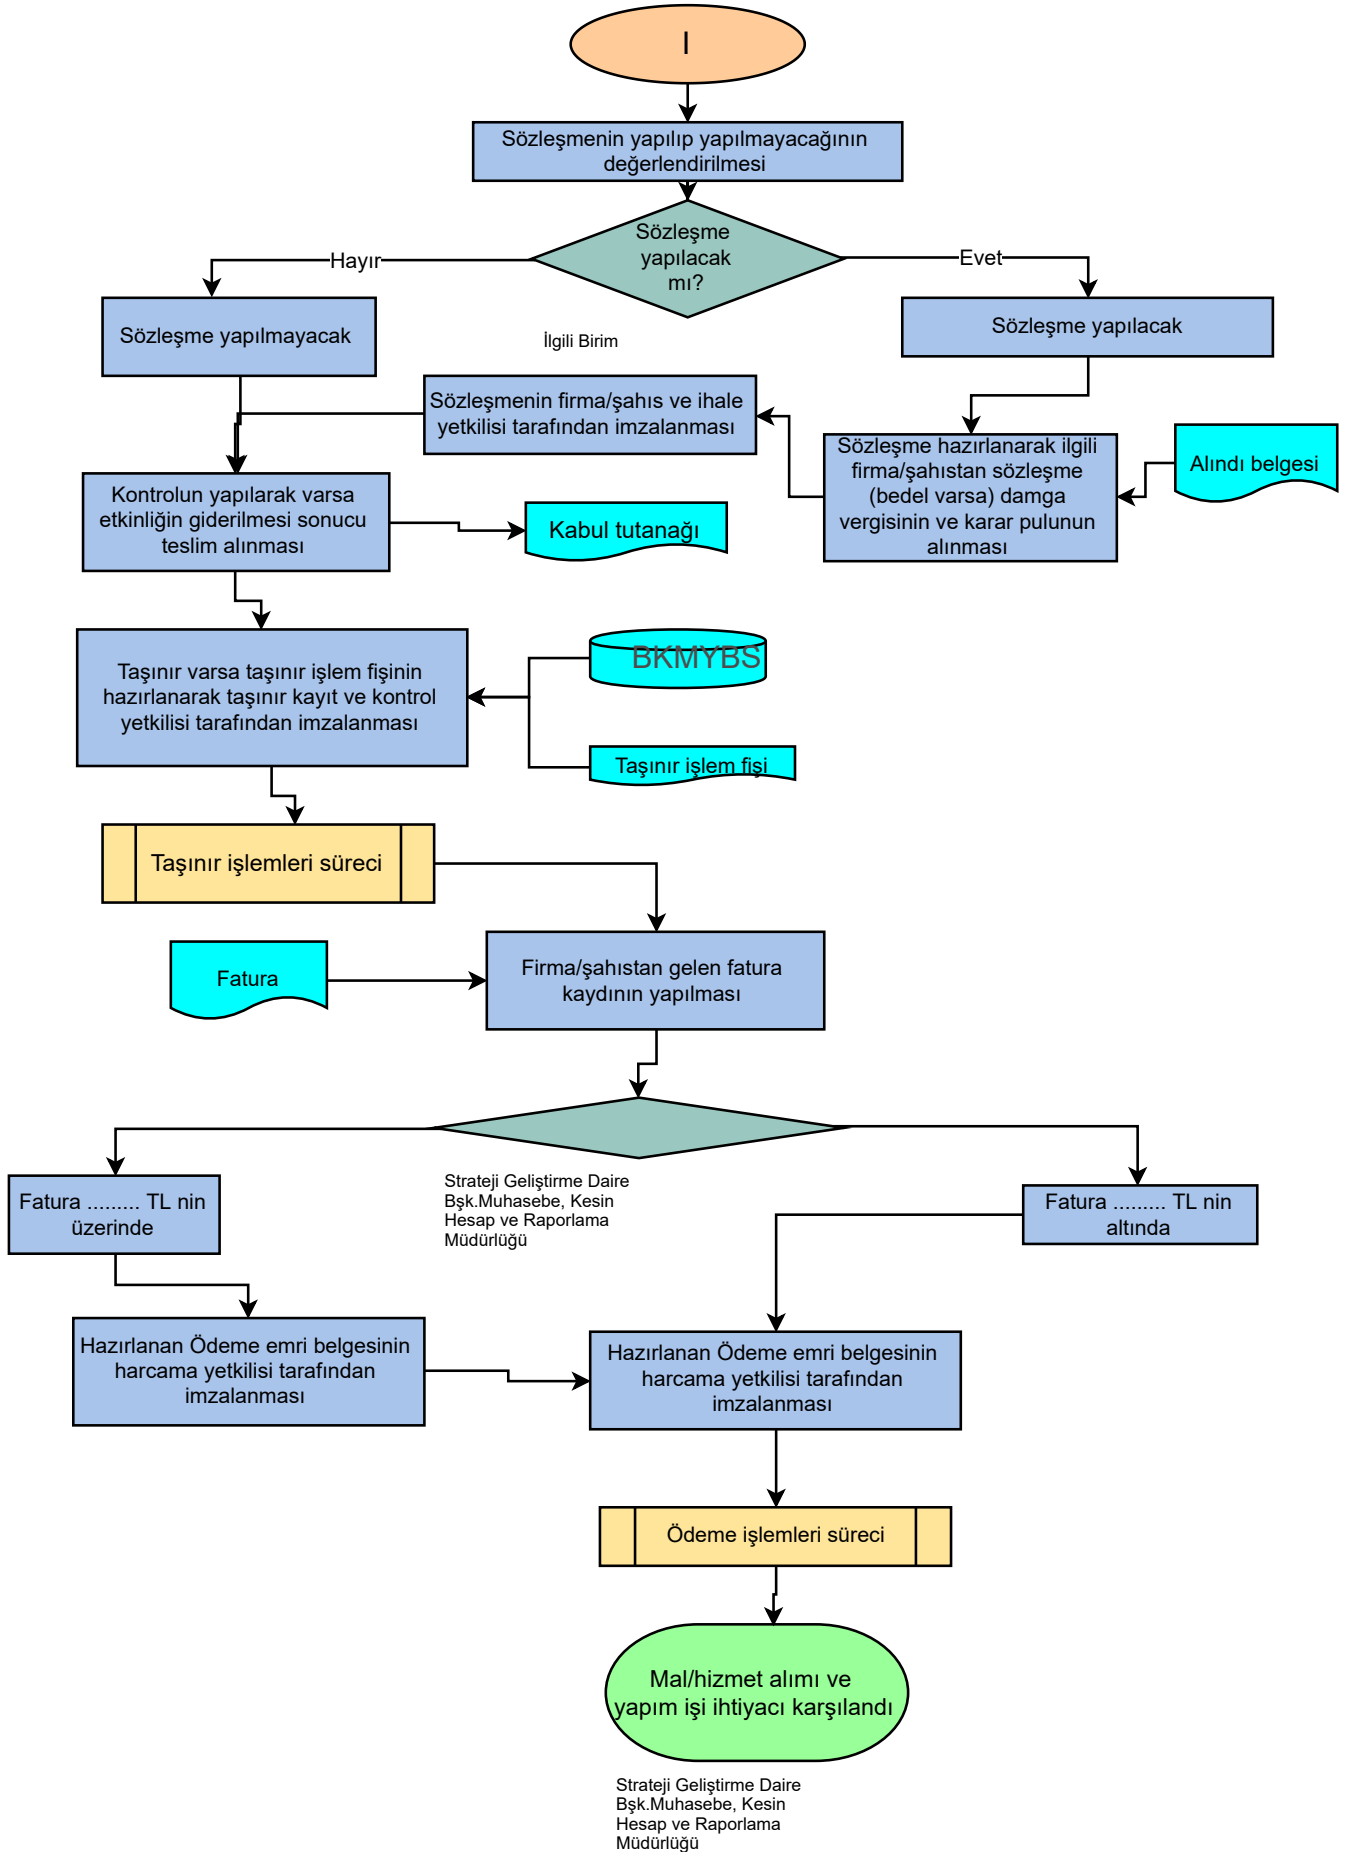 I
Sözleşmenin yapılıp yapılmayacağının
değerlendirilmesi
Sözleşme
yapılacak
mı?
Hayır
Evet
Sözleşme yapılmayacak
Sözleşme yapılacak
İlgili Birim
Sözleşmenin firma/şahıs ve ihale
yetkilisi tarafından imzalanması
Sözleşme hazırlanarak ilgili
firma/şahıstan sözleşme
(bedel varsa) damga
vergisinin ve karar pulunun
alınması
Alındı belgesi
Kontrolun yapılarak varsa
etkinliğin giderilmesi sonucu
teslim alınması
Kabul tutanağı
Taşınır varsa taşınır işlem fişinin
hazırlanarak taşınır kayıt ve kontrol
yetkilisi tarafından imzalanması
BKMYBS
Taşınır işlem fişi
Taşınır işlemleri süreci
Fatura
Firma/şahıstan gelen fatura
kaydının yapılması
Strateji Geliştirme Daire
Bşk.Muhasebe, Kesin
Hesap ve Raporlama
Müdürlüğü
Fatura ......... TL nin
üzerinde
Fatura ......... TL nin
altında
Hazırlanan Ödeme emri belgesinin
harcama yetkilisi tarafından
imzalanması
Hazırlanan Ödeme emri belgesinin
harcama yetkilisi tarafından
imzalanması
Ödeme işlemleri süreci
Mal/hizmet alımı ve
yapım işi ihtiyacı karşılandı
Strateji Geliştirme Daire
Bşk.Muhasebe, Kesin
Hesap ve Raporlama
Müdürlüğü